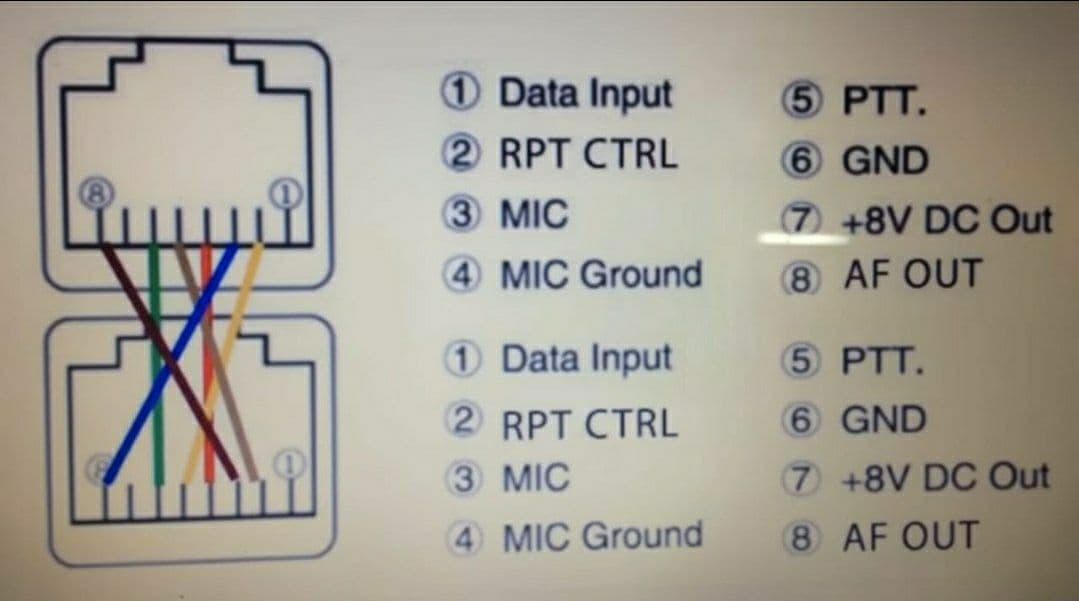 ⑧ ①
① Data Input ⑤ PTT.
② RPT CTRL ⑥ GND
③ MIC ⑦ +8V DC Out
④ MIC Ground ⑧ AF OUT
⑧ ①
① Data Input ⑤ PTT.
② RPT CTRL ⑥ GND
③ MIC ⑦ +8V DC Out
④ MIC Ground ⑧ AF OUT